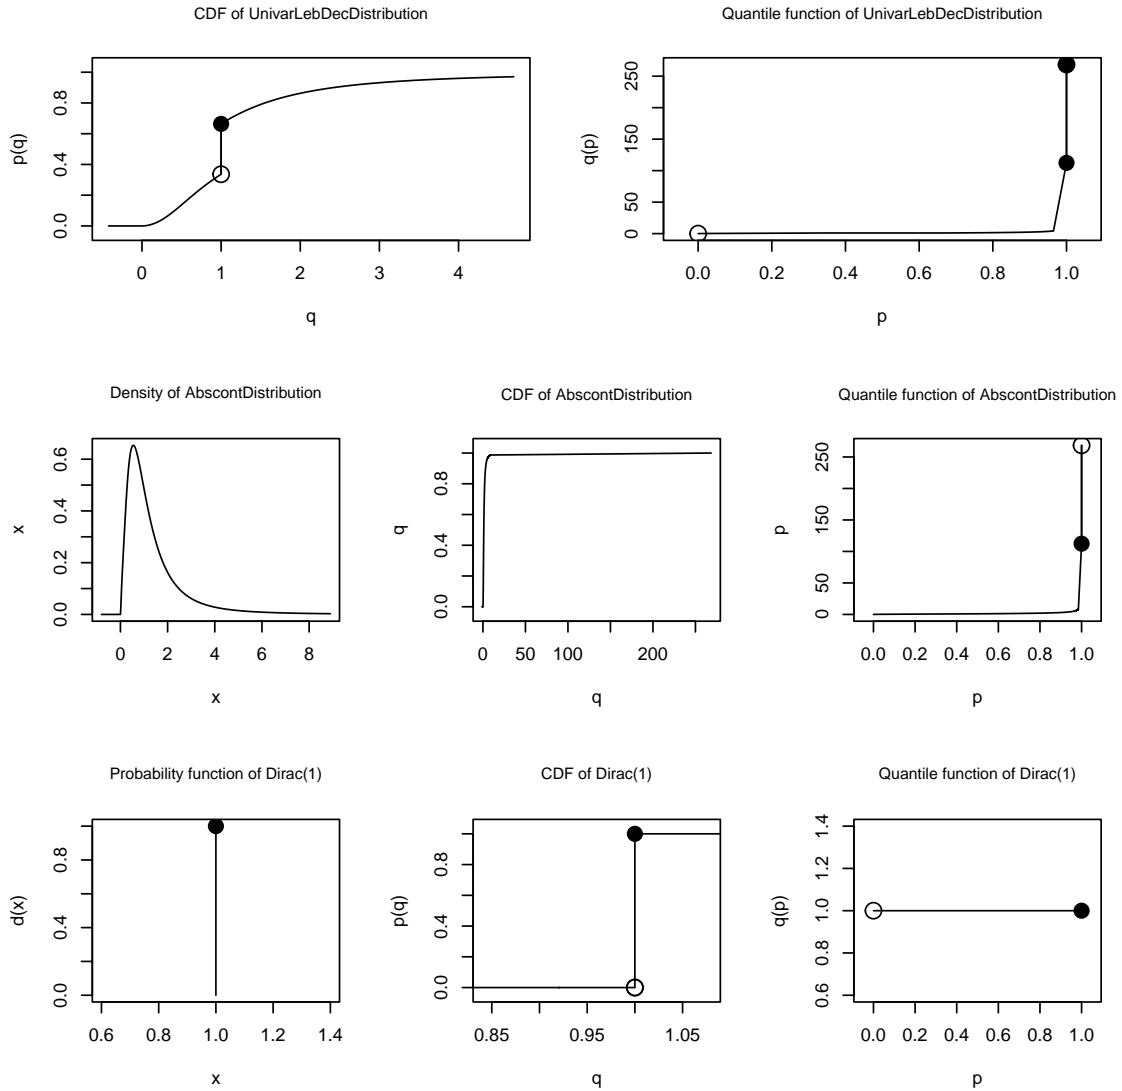 CDF of UnivarLebDecDistribution
p(q)
0.0 0.4 0.8
0 1 2 3 4
q
Quantile function of UnivarLebDecDistribution
q(p)
0 50 150 250
0.0 0.2 0.4 0.6 0.8 1.0
p
Density of AbscontDistribution
x
0.0 0.2 0.4 0.6
0 2 4 6 8
x
CDF of AbscontDistribution
q
0.0 0.4 0.8
0 50 100 200
q
Quantile function of AbscontDistribution
p
0 50 150 250
0.0 0.2 0.4 0.6 0.8 1.0
p
Probability function of Dirac(1)
d(x)
0.0 0.4 0.8
0.6 0.8 1.0 1.2 1.4
x
CDF of Dirac(1)
p(q)
0.0 0.4 0.8
0.85 0.95 1.05
q
Quantile function of Dirac(1)
q(p)
0.6 0.8 1.0 1.2 1.4
0.0 0.2 0.4 0.6 0.8 1.0
p